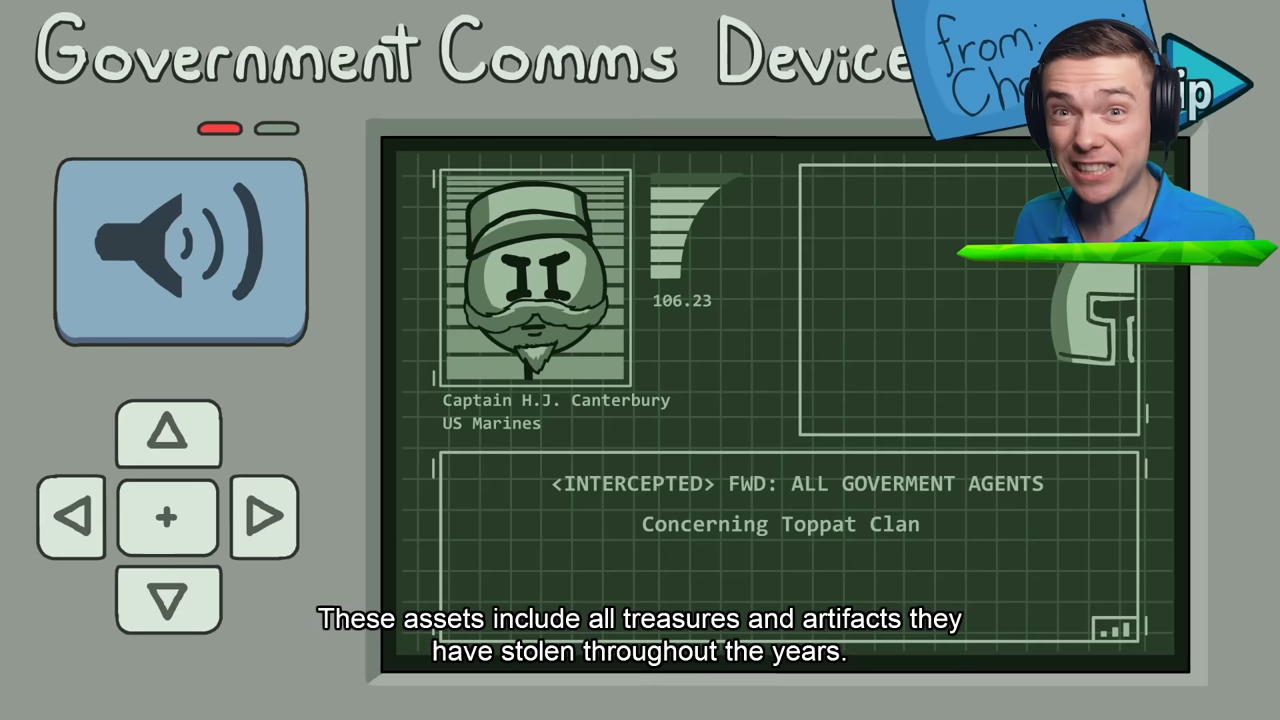 Government Comms Device
from:
106.23
Captain H.J. Canterbury
US Marines
<INTERCEPTED> FWD: ALL GOVERMENT AGENTS
Concerning Toppat Clan
These assets include all treasures and artifacts they
have stolen throughout the years.